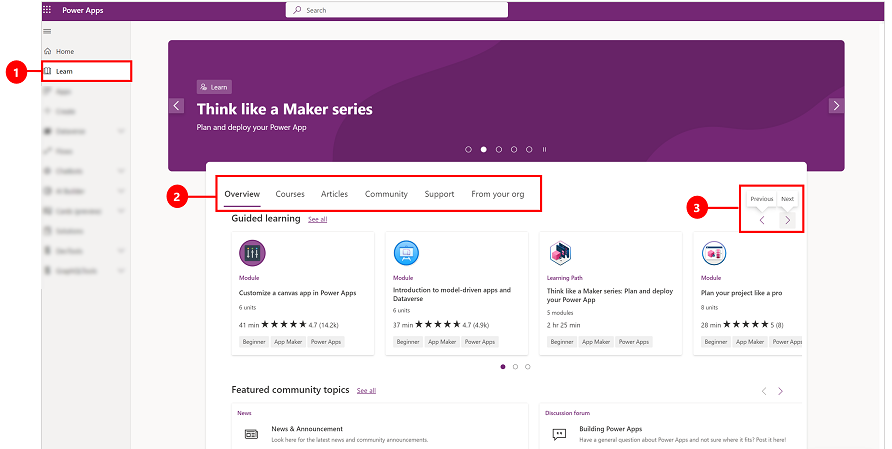 Power Apps
Search
Home
1
Learn
Learn
Think like a Maker series
Plan and deploy your Power App
2
Overview Courses Articles Community Support From your org
3
Previous Next
Guided learning See all
Module
Customize a canvas app in Power Apps
6 units
41 min 4.7 (14.2k)
Beginner App Maker Power Apps
Module
Introduction to model-driven apps and
Dataverse
6 units
37 min 4.7 (4.9k)
Beginner App Maker Power Apps
Learning Path
Think like a Maker series: Plan and deploy
your Power App
5 modules
2 hr 25 min
Beginner App Maker Power Apps
Module
Plan your project like a pro
8 units
28 min 5 (8)
Beginner App Maker Power Apps
Featured community topics See all
News
News & Announcement
Look here for the latest news and community announcements.
Discussion forum
Building Power Apps
Have a general question about Power Apps and not sure where it fits? Post it here!